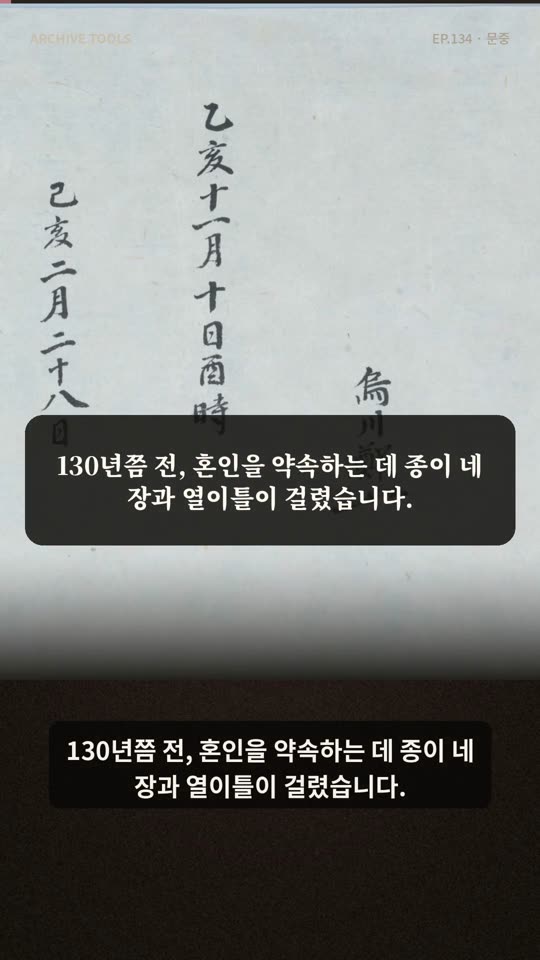 ARCHIVE TOOLS
EP.134 · 문중
烏川鄭
乙亥十一月十日酉時
己亥二月二十八日
130년쯤 전, 혼인을 약속하는 데 종이 네
장과 열이틀이 걸렸습니다.
130년쯤 전, 혼인을 약속하는 데 종이 네
장과 열이틀이 걸렸습니다.